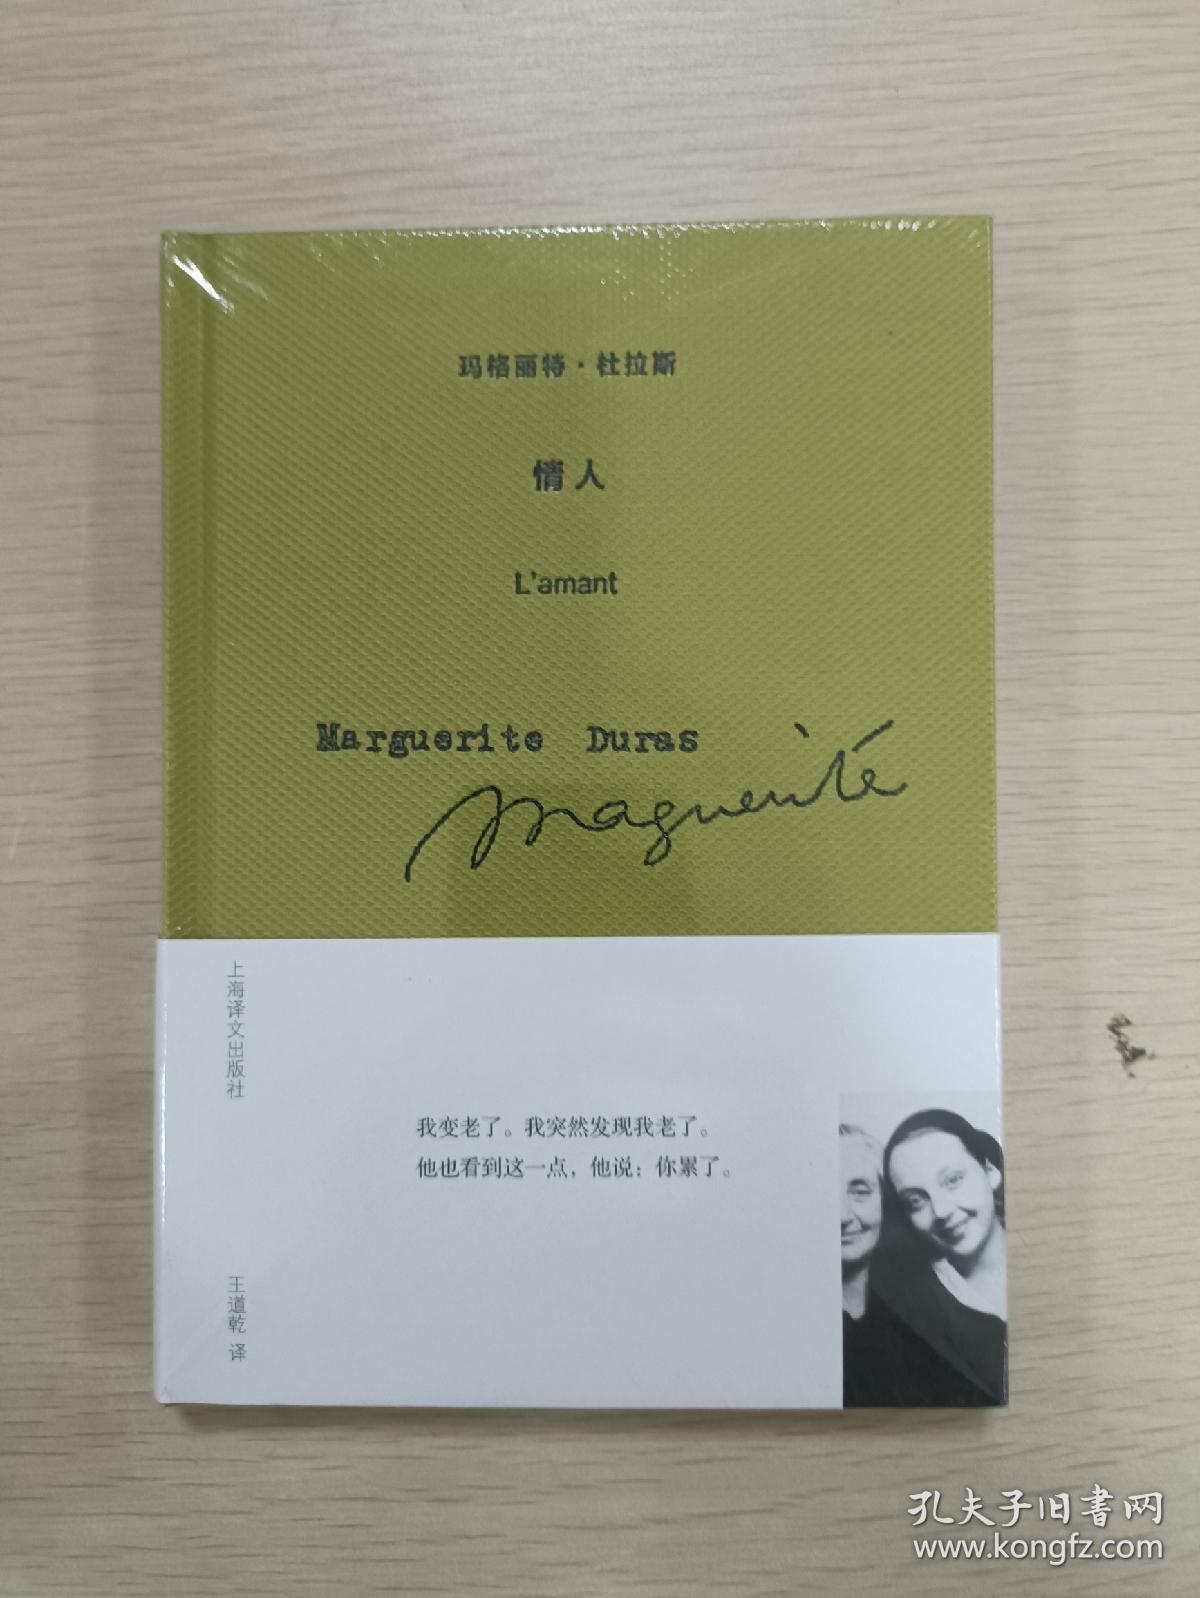 玛格丽特·杜拉斯
情人
L'amant
Marguerite Duras
Maguerite
上海译文出版社
我变老了。我突然发现我老了。
他也看到这一点，他说：你累了。
王道乾 译
孔夫子旧书网
www.kongfz.com